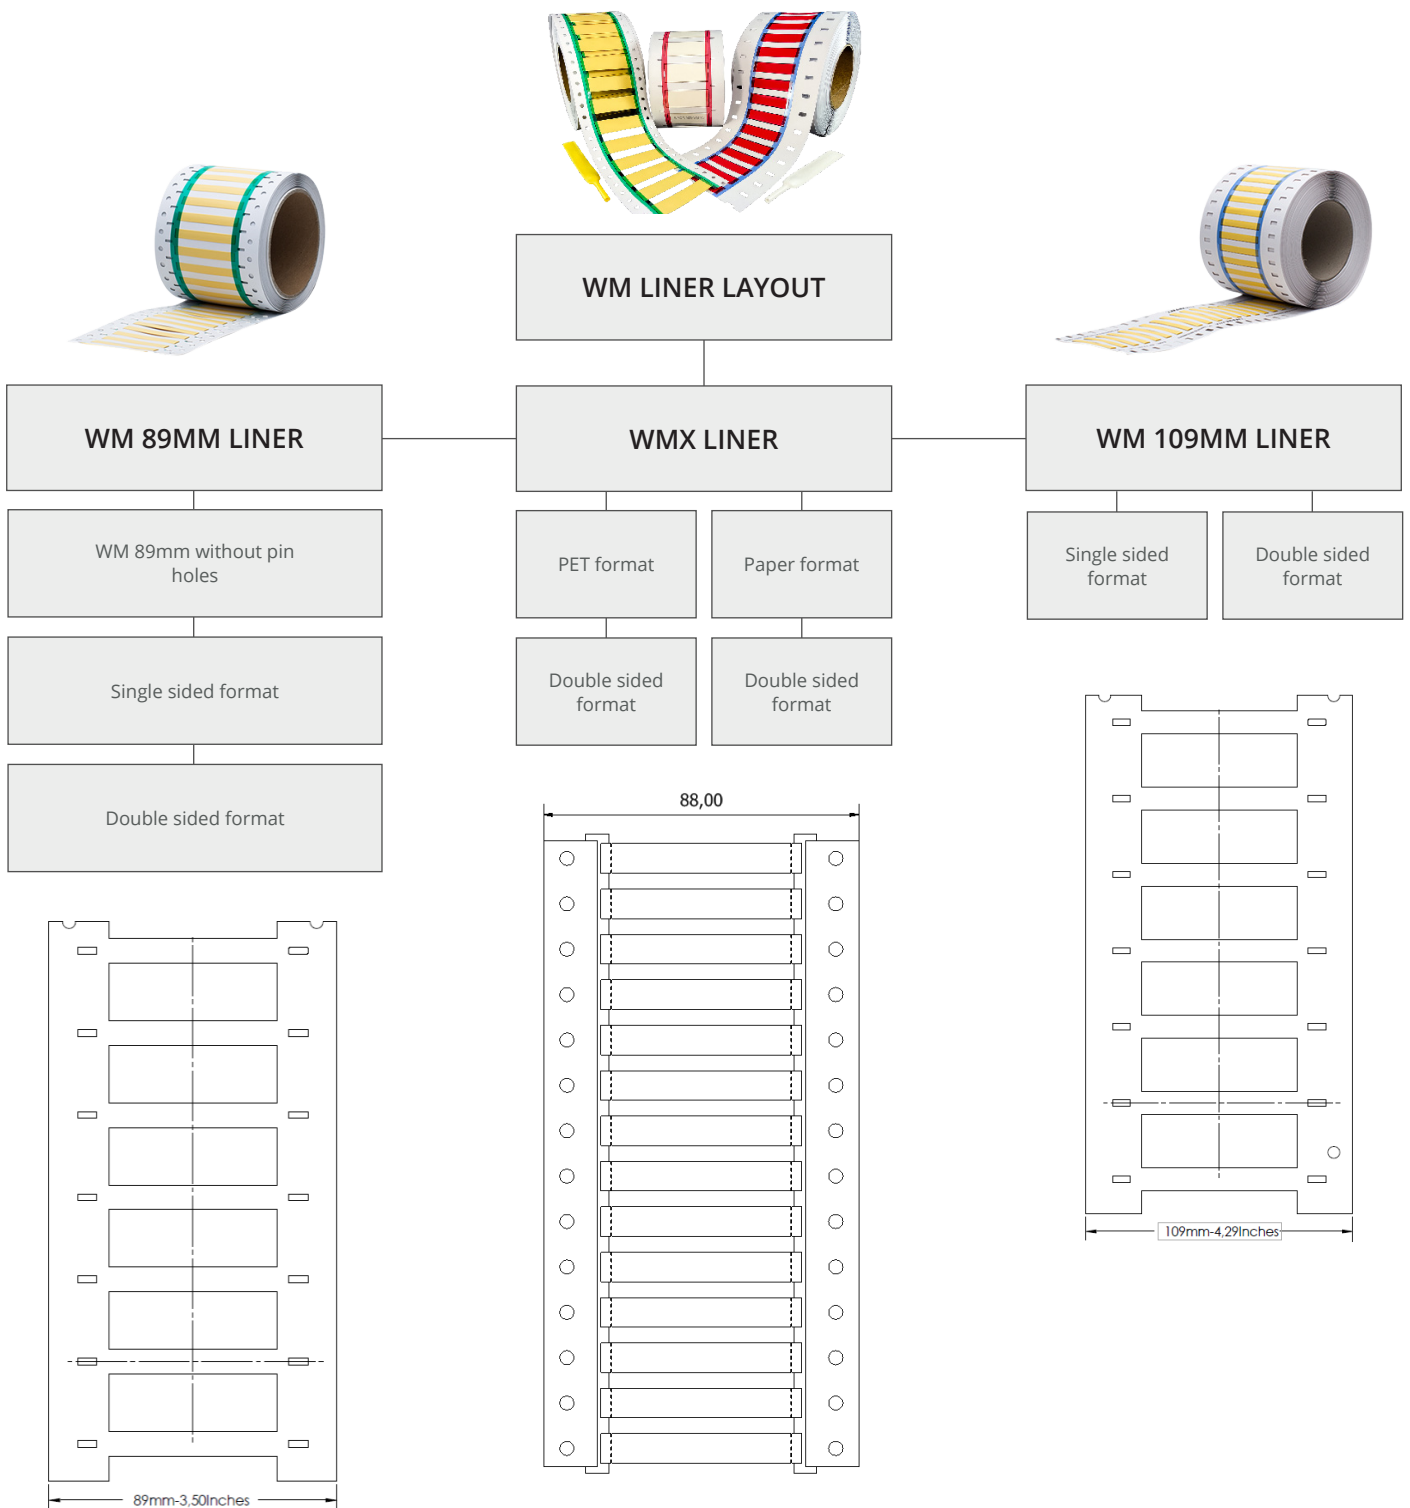 WM LINER LAYOUT
WM 89MM LINER
WMX LINER
WM 109MM LINER
WM 89mm without pin
holes
Single sided format
Double sided format
PET format
Paper format
Double sided
format
Double sided
format
Single sided
format
Double sided
format
88,00
109mm-4,29Inches
89mm-3,50Inches